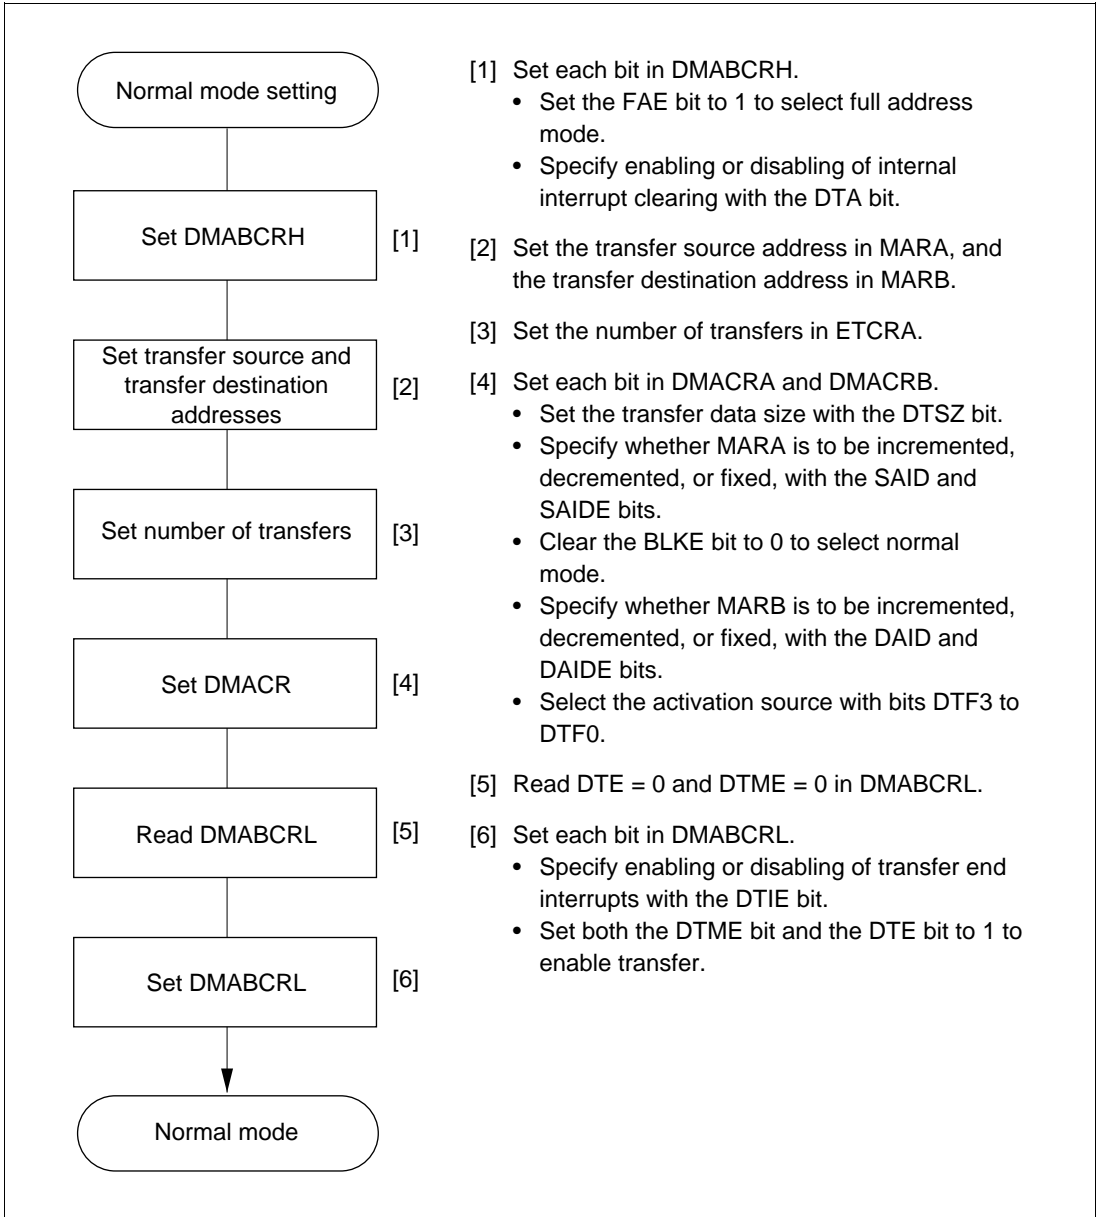 Normal mode setting
Set DMABCRH
[1]
Set transfer source and
transfer destination
addresses
[2]
Set number of transfers
[3]
Set DMACR
[4]
Read DMABCRL
[5]
Set DMABCRL
[6]
Normal mode
[1] Set each bit in DMABCRH.
• Set the FAE bit to 1 to select full address
mode.
• Specify enabling or disabling of internal
interrupt clearing with the DTA bit.
[2] Set the transfer source address in MARA, and
the transfer destination address in MARB.
[3] Set the number of transfers in ETCRA.
[4] Set each bit in DMACRA and DMACRB.
• Set the transfer data size with the DTSZ bit.
• Specify whether MARA is to be incremented,
decremented, or fixed, with the SAID and
SAIDE bits.
• Clear the BLKE bit to 0 to select normal
mode.
• Specify whether MARB is to be incremented,
decremented, or fixed, with the DAID and
DAIDE bits.
• Select the activation source with bits DTF3 to
DTF0.
[5] Read DTE = 0 and DTME = 0 in DMABCRL.
[6] Set each bit in DMABCRL.
• Specify enabling or disabling of transfer end
interrupts with the DTIE bit.
• Set both the DTME bit and the DTE bit to 1 to
enable transfer.